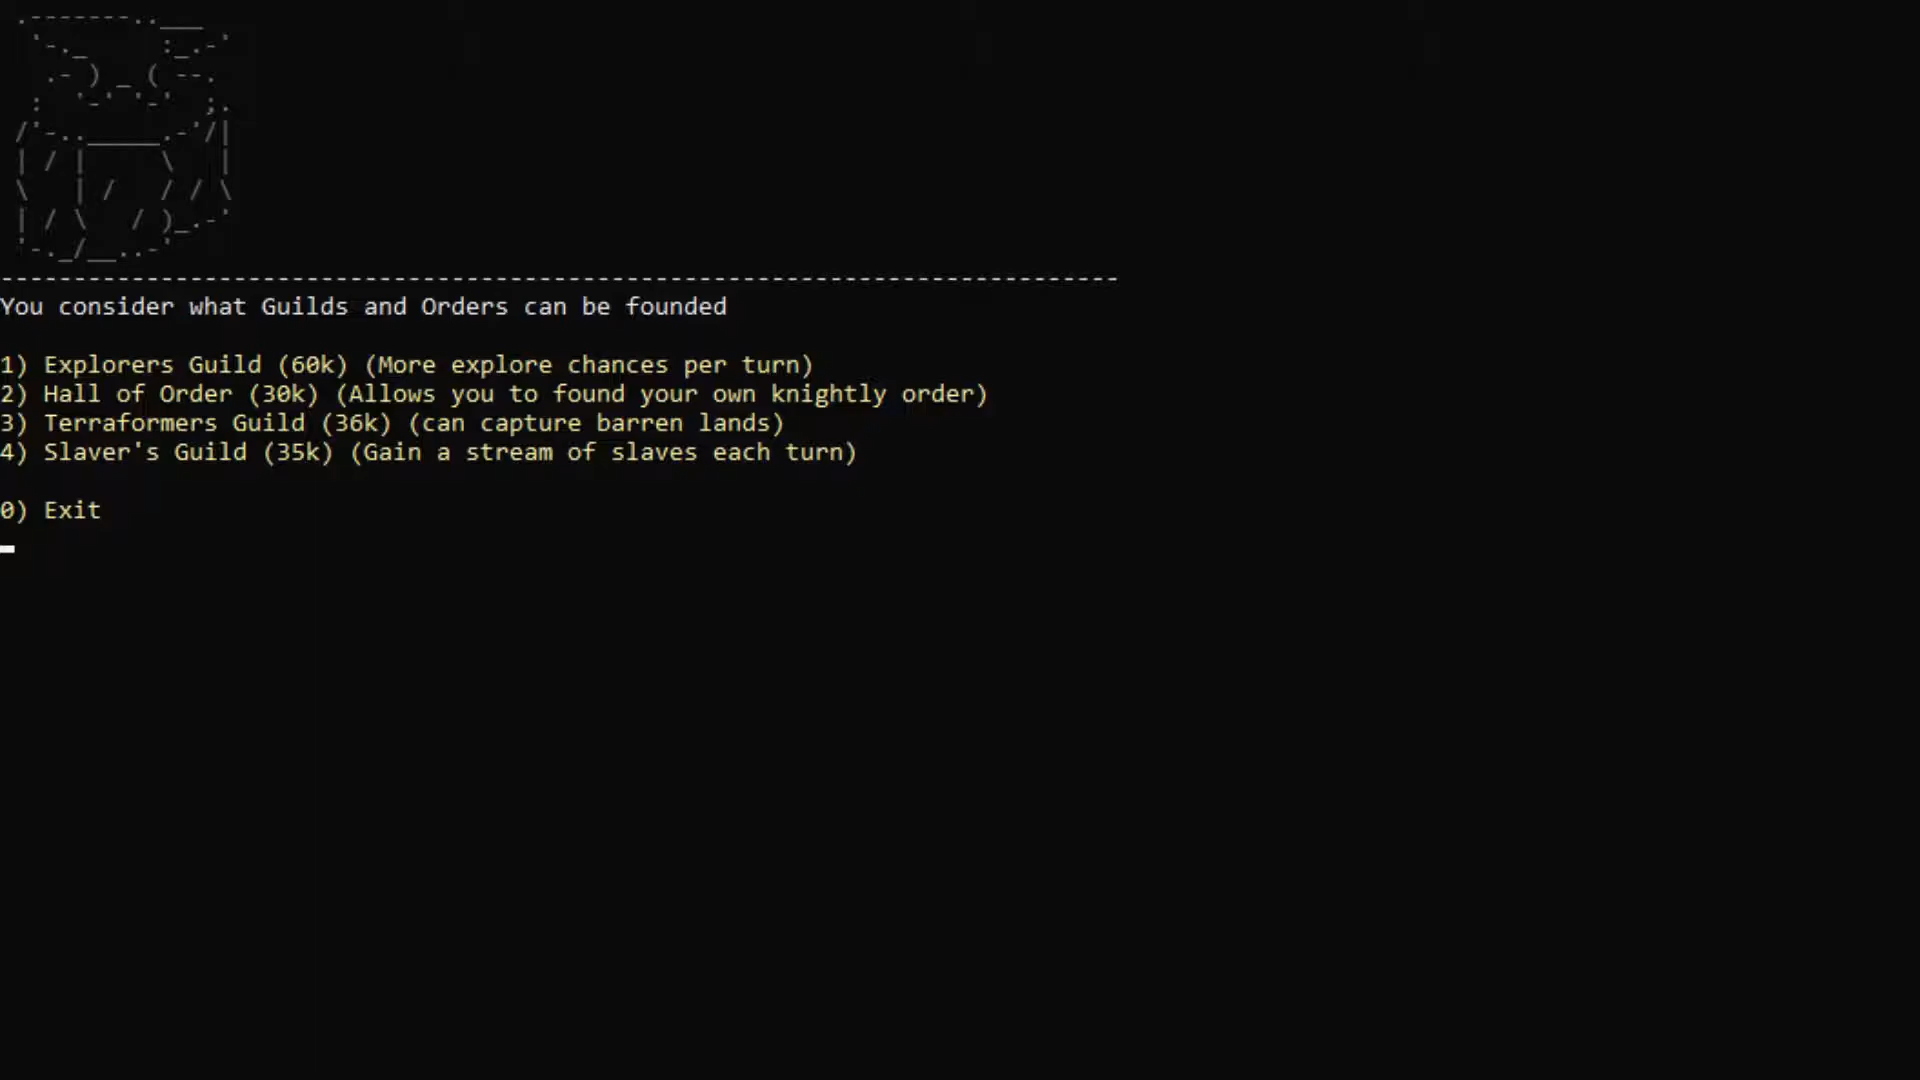 You consider what Guilds and Orders can be founded
1) Explorers Guild (60k) (More explore chances per turn)
2) Hall of Order (30k) (Allows you to found your own knightly order)
3) Terraformers Guild (36k) (can capture barren lands)
4) Slaver's Guild (35k) (Gain a stream of slaves each turn)
0) Exit